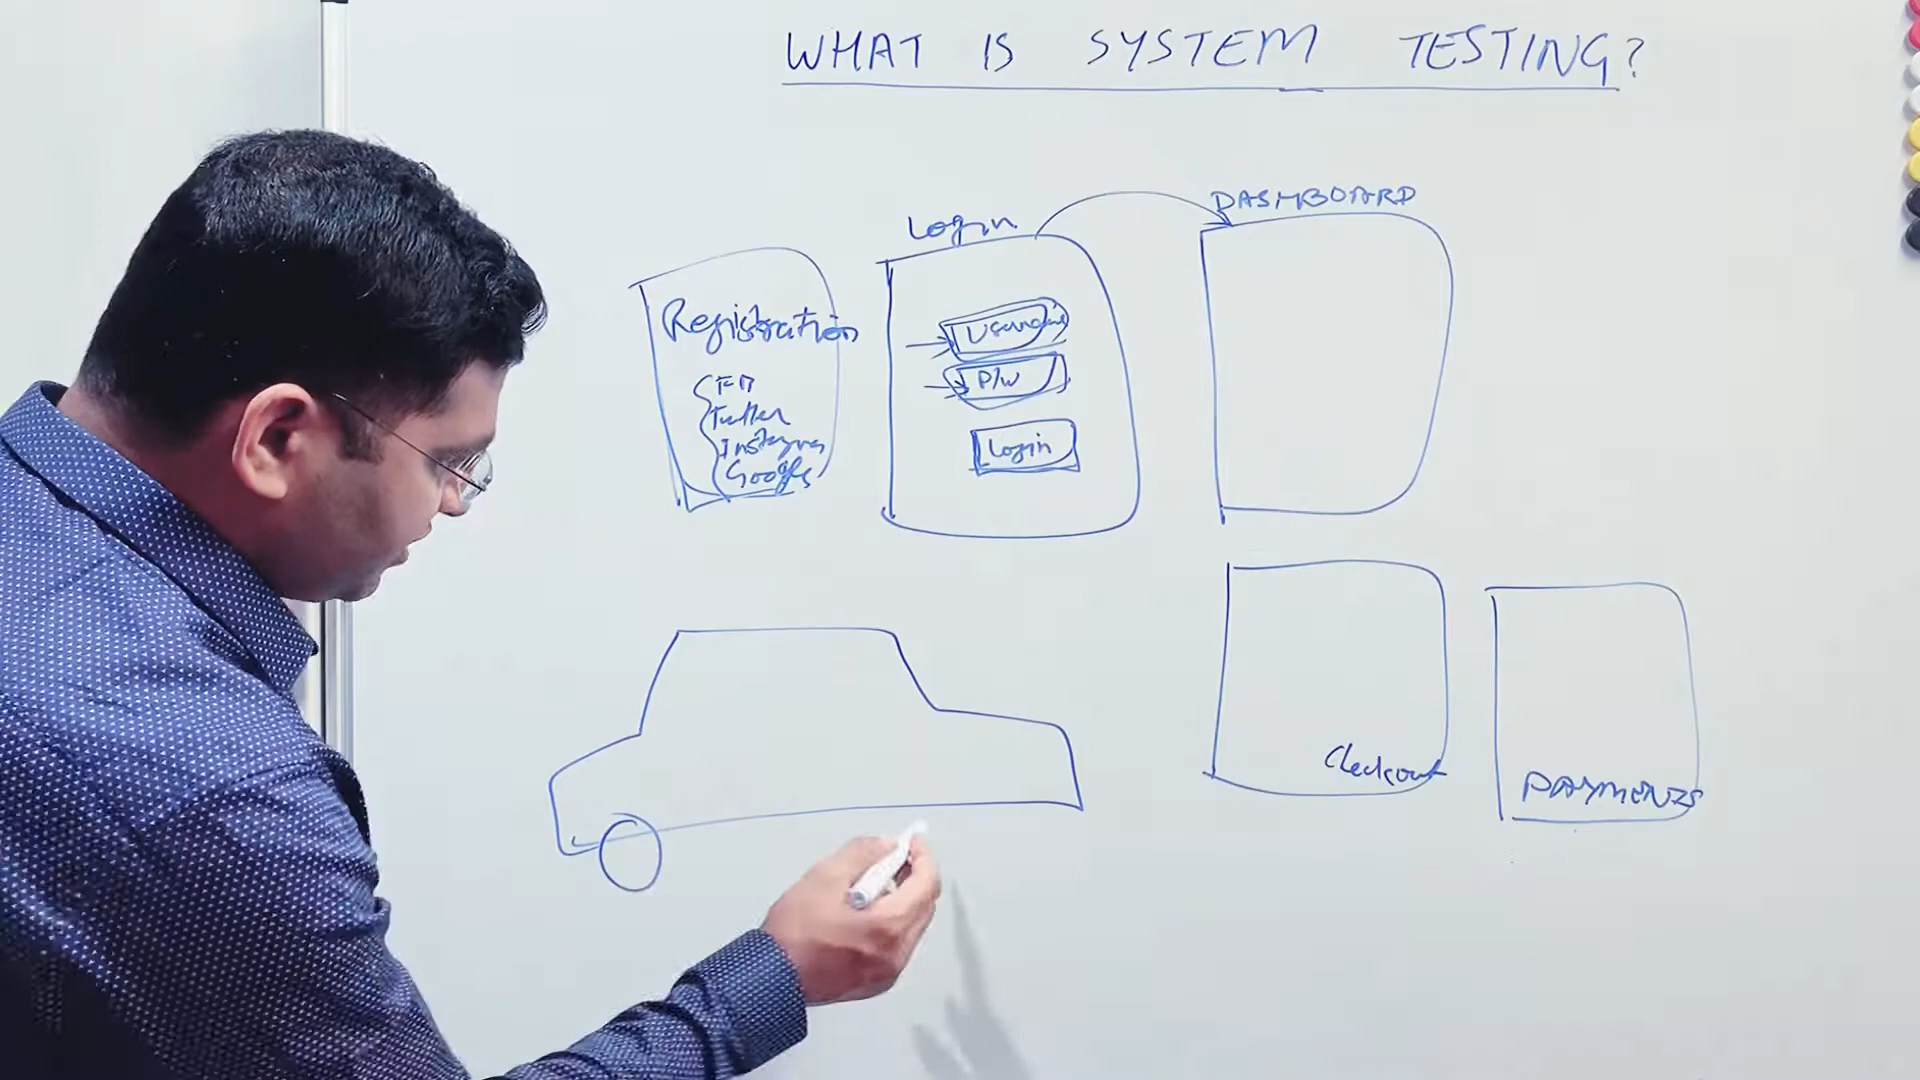 WHAT IS SYSTEM TESTING?
DASHBOARD
Login
Registration
Username
P/W
Login
FB
Twitter
Instagram
Google
Checkout
PAYMENTS